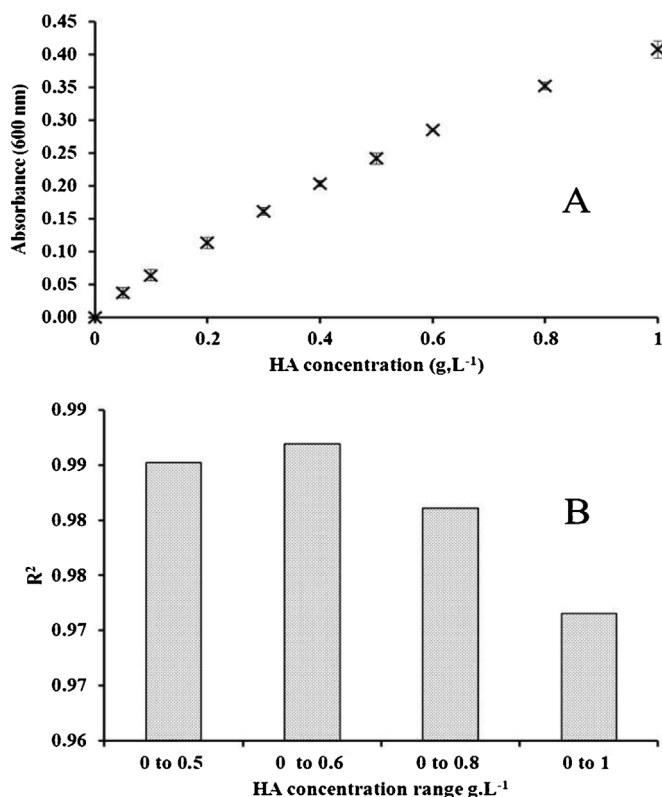 0.45
0.40
0.35
0.30
0.25
0.20
0.15
0.10
0.05
0.00
Absorbance (600 nm)
A
0 0.2 0.4 0.6 0.8 1
HA concentration (g,L⁻¹)
0.99
0.99
0.98
0.98
0.97
0.97
0.96
R²
B
0 to 0.5 0 to 0.6 0 to 0.8 0 to 1
HA concentration range g.L⁻¹